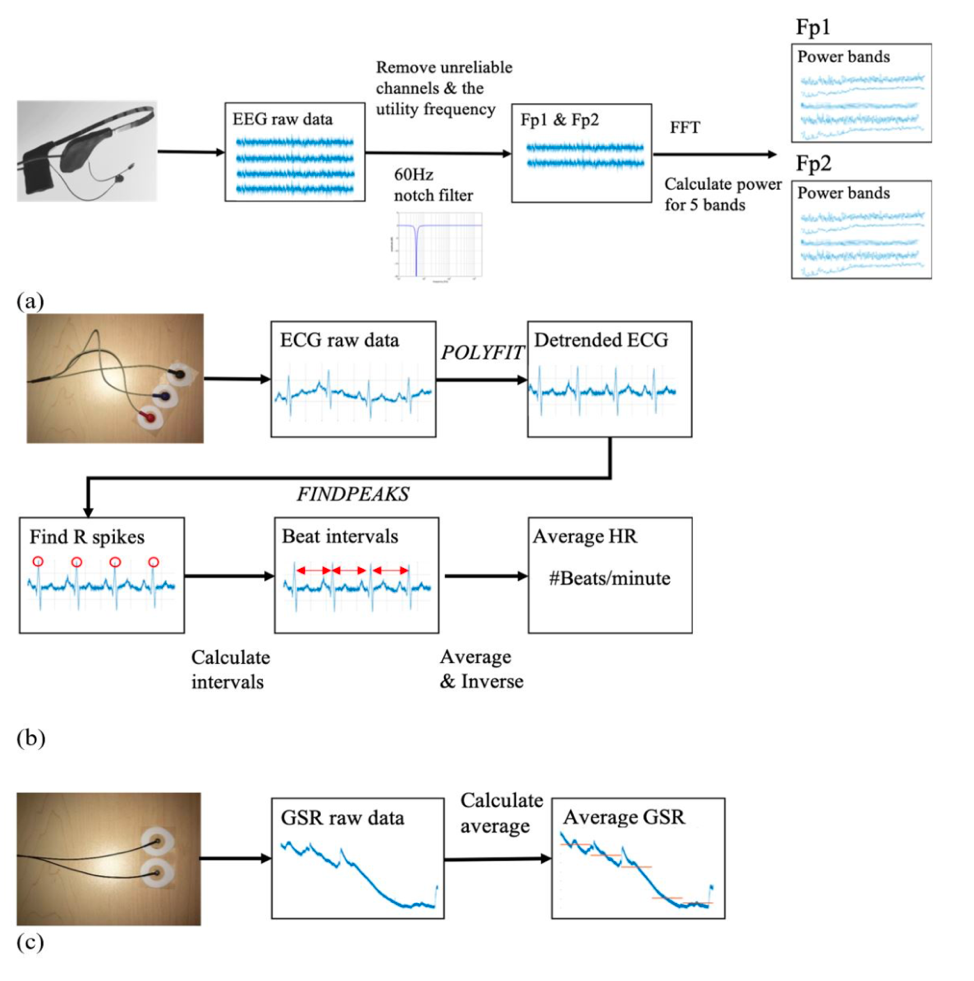 Fp1
Power bands
Remove unreliable
channels & the
utility frequency
EEG raw data
Fp1 & Fp2
FFT
60Hz
notch filter
Calculate power
for 5 bands
Fp2
Power bands
(a)
ECG raw data
POLYFIT
Detrended ECG
FINDPEAKS
Find R spikes
Beat intervals
Average HR
#Beats/minute
Calculate
intervals
Average
& Inverse
(b)
GSR raw data
Calculate
average
Average GSR
(c)